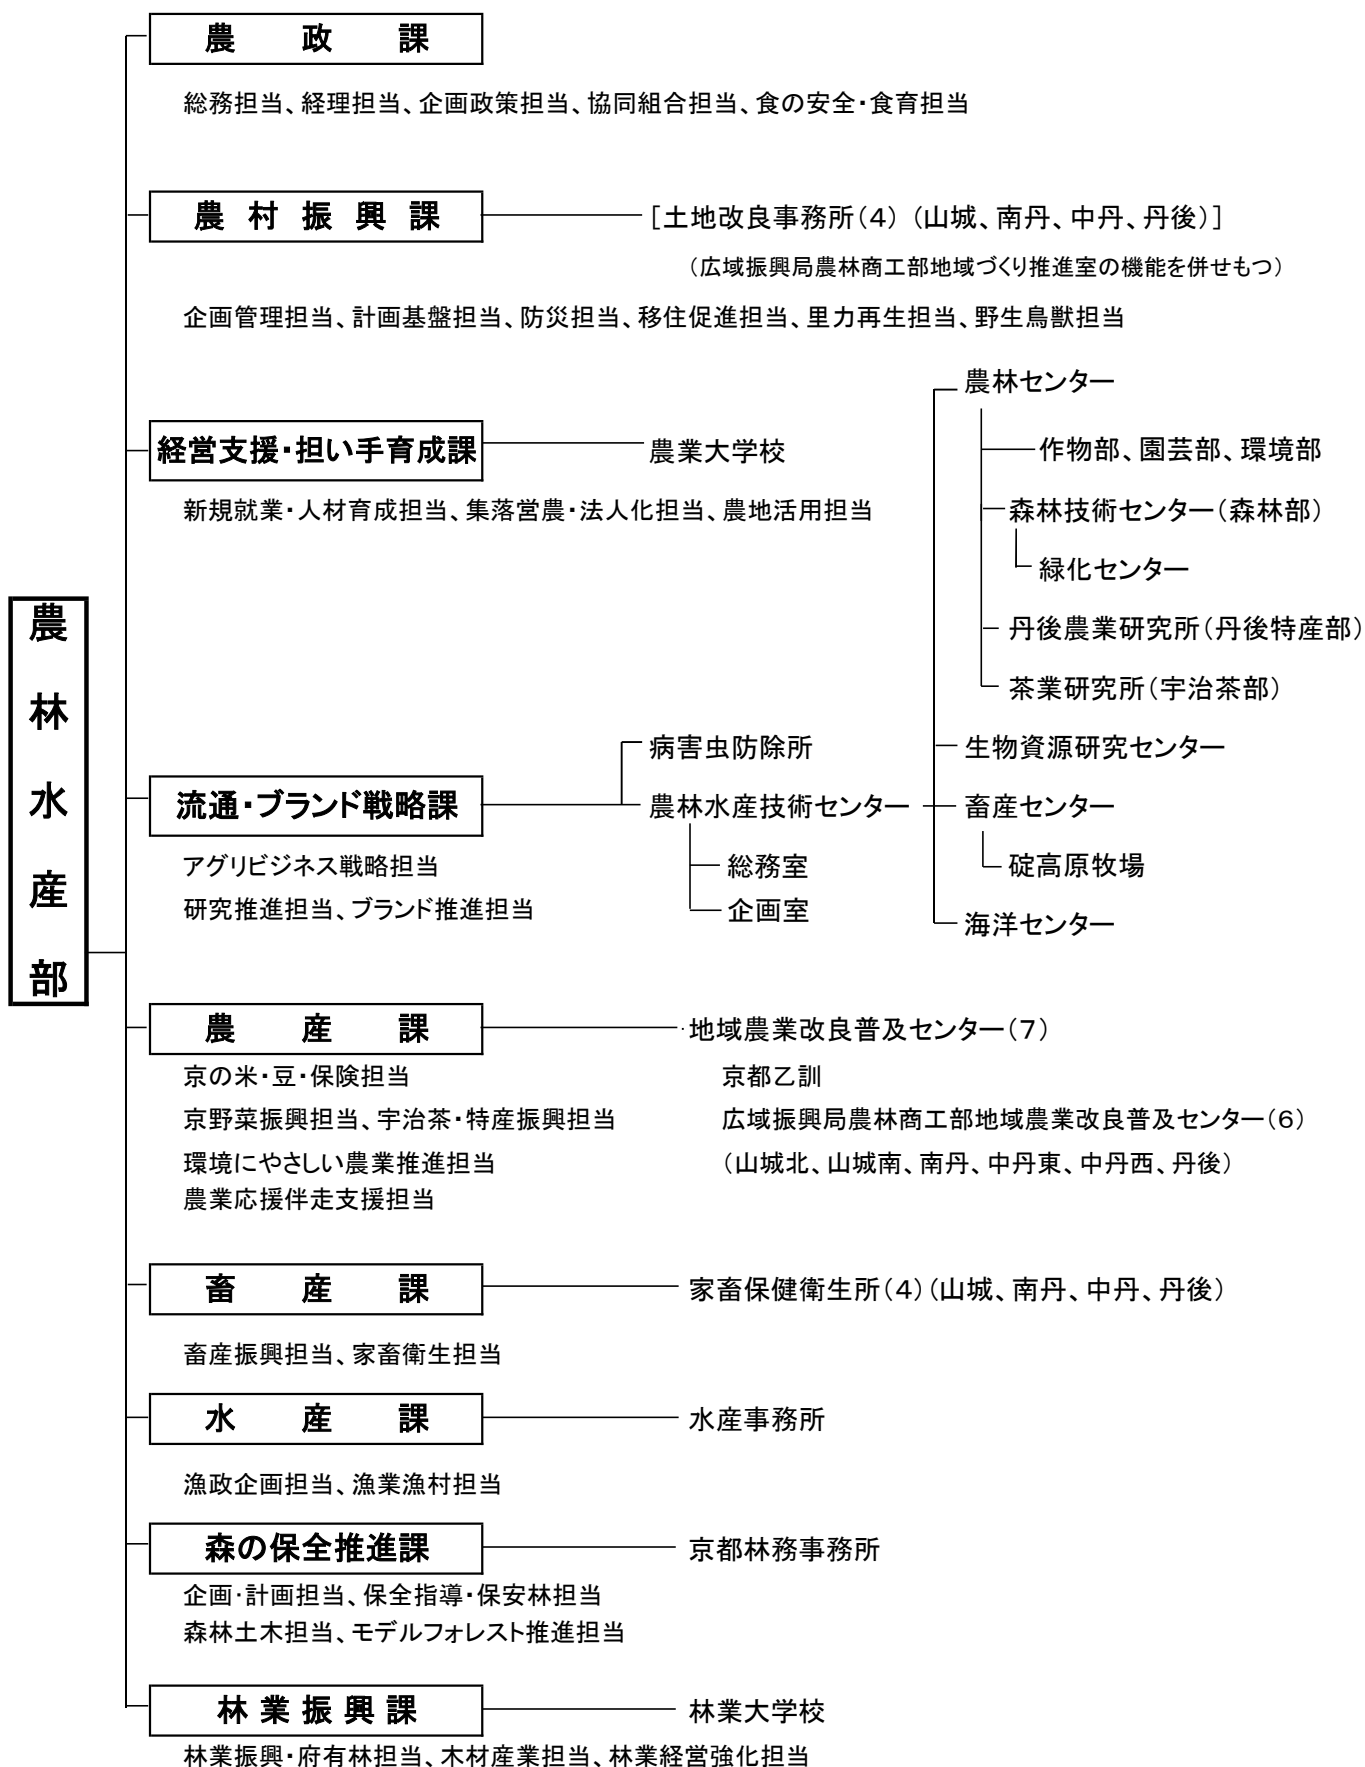 農林水産部
農政課
総務担当、経理担当、企画政策担当、協同組合担当、食の安全・食育担当
農村振興課
［土地改良事務所（４）（山城、南丹、中丹、丹後）］
（広域振興局農林商工部地域づくり推進室の機能を併せもつ）
企画管理担当、計画基盤担当、防災担当、移住促進担当、里力再生担当、野生鳥獣担当
経営支援・担い手育成課
農業大学校
新規就業・人材育成担当、集落営農・法人化担当、農地活用担当
流通・ブランド戦略課
アグリビジネス戦略担当
研究推進担当、ブランド推進担当
病害虫防除所
農林水産技術センター
総務室
企画室
農林センター
作物部、園芸部、環境部
森林技術センター（森林部）
緑化センター
丹後農業研究所（丹後特産部）
茶業研究所（宇治茶部）
生物資源研究センター
畜産センター
碇高原牧場
海洋センター
農産課
京の米・豆・保険担当
京野菜振興担当、宇治茶・特産振興担当
環境にやさしい農業推進担当
農業応援伴走支援担当
地域農業改良普及センター（７）
京都乙訓
広域振興局農林商工部地域農業改良普及センター（６）
（山城北、山城南、南丹、中丹東、中丹西、丹後）
畜産課
家畜保健衛生所（４）（山城、南丹、中丹、丹後）
畜産振興担当、家畜衛生担当
水産課
水産事務所
漁政企画担当、漁業漁村担当
森の保全推進課
京都林務事務所
企画・計画担当、保全指導・保安林担当
森林土木担当、モデルフォレスト推進担当
林業振興課
林業大学校
林業振興・府有林担当、木材産業担当、林業経営強化担当